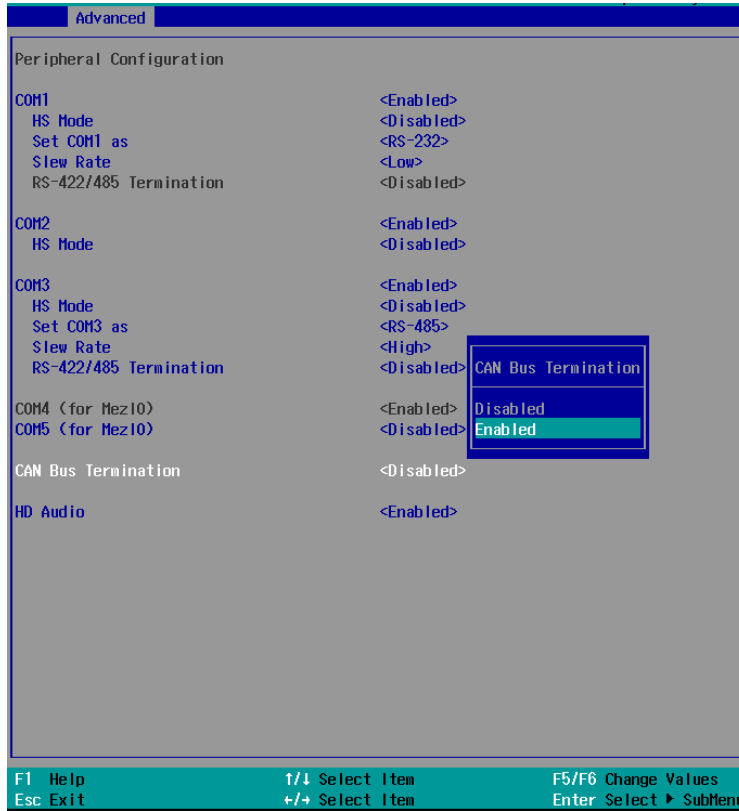 Advanced
Peripheral Configuration
COM1 <Enabled>
HS Mode <Disabled>
Set COM1 as <RS-232>
Slew Rate <Low>
RS-422/485 Termination <Disabled>
COM2 <Enabled>
HS Mode <Disabled>
COM3 <Enabled>
HS Mode <Disabled>
Set COM3 as <RS-485>
Slew Rate <High>
RS-422/485 Termination <Disabled>
CAN Bus Termination
Disabled
Enabled
COM4 (for MezIO) <Enabled>
COM5 (for MezIO) <Disabled>
CAN Bus Termination <Disabled>
HD Audio <Enabled>
F1 Help ↑/↓ Select Item F5/F6 Change Values
Esc Exit ←/→ Select Item Enter Select ▶ SubMenu